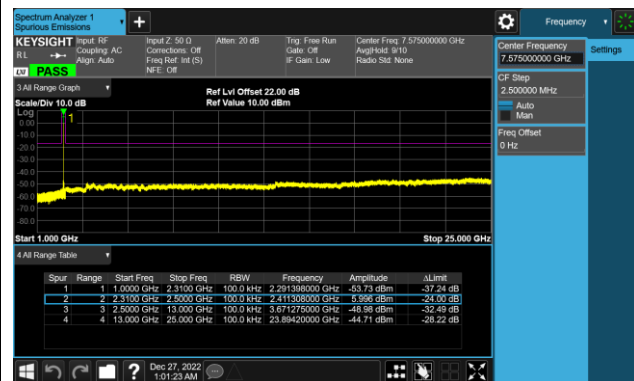 Spectrum Analyzer 1
Spurious Emissions
+
Frequency
KEYSIGHT Input: RF
RL
Coupling: AC
Align: Auto
Input Z: 50 Ω
Corrections: Off
Freq Ref: Int (S)
NFE: Off
Atten: 20 dB
Trig: Free Run
Gate: Off
IF Gain: Low
Center Freq: 7.575000000 GHz
Avg|Hold: 9/10
Radio Std: None
LXI PASS
Center Frequency
7.575000000 GHz
Settings
CF Step
2.500000 MHz
Auto
Man
Freq Offset
0 Hz
3 All Range Graph
Scale/Div 10.0 dB
Ref Lvl Offset 22.00 dB
Ref Value 10.00 dBm
Log
1
0.00
-10.0
-20.0
-30.0
-40.0
-50.0
-60.0
-70.0
-80.0
Start 1.000 GHz
Stop 25.000 GHz
4 All Range Table
Spur Range Start Freq Stop Freq RBW Frequency Amplitude ΔLimit
1 1 1.0000 GHz 2.3100 GHz 100.0 kHz 2.291398000 GHz -53.73 dBm -37.24 dB
2 2 2.3100 GHz 2.5000 GHz 100.0 kHz 2.411308000 GHz 5.996 dBm -24.00 dB
3 3 2.5000 GHz 13.000 GHz 100.0 kHz 3.671275000 GHz -48.98 dBm -32.49 dB
4 4 13.000 GHz 25.000 GHz 100.0 kHz 23.89420000 GHz -44.71 dBm -28.22 dB
?
Dec 27, 2022
1:01:23 AM